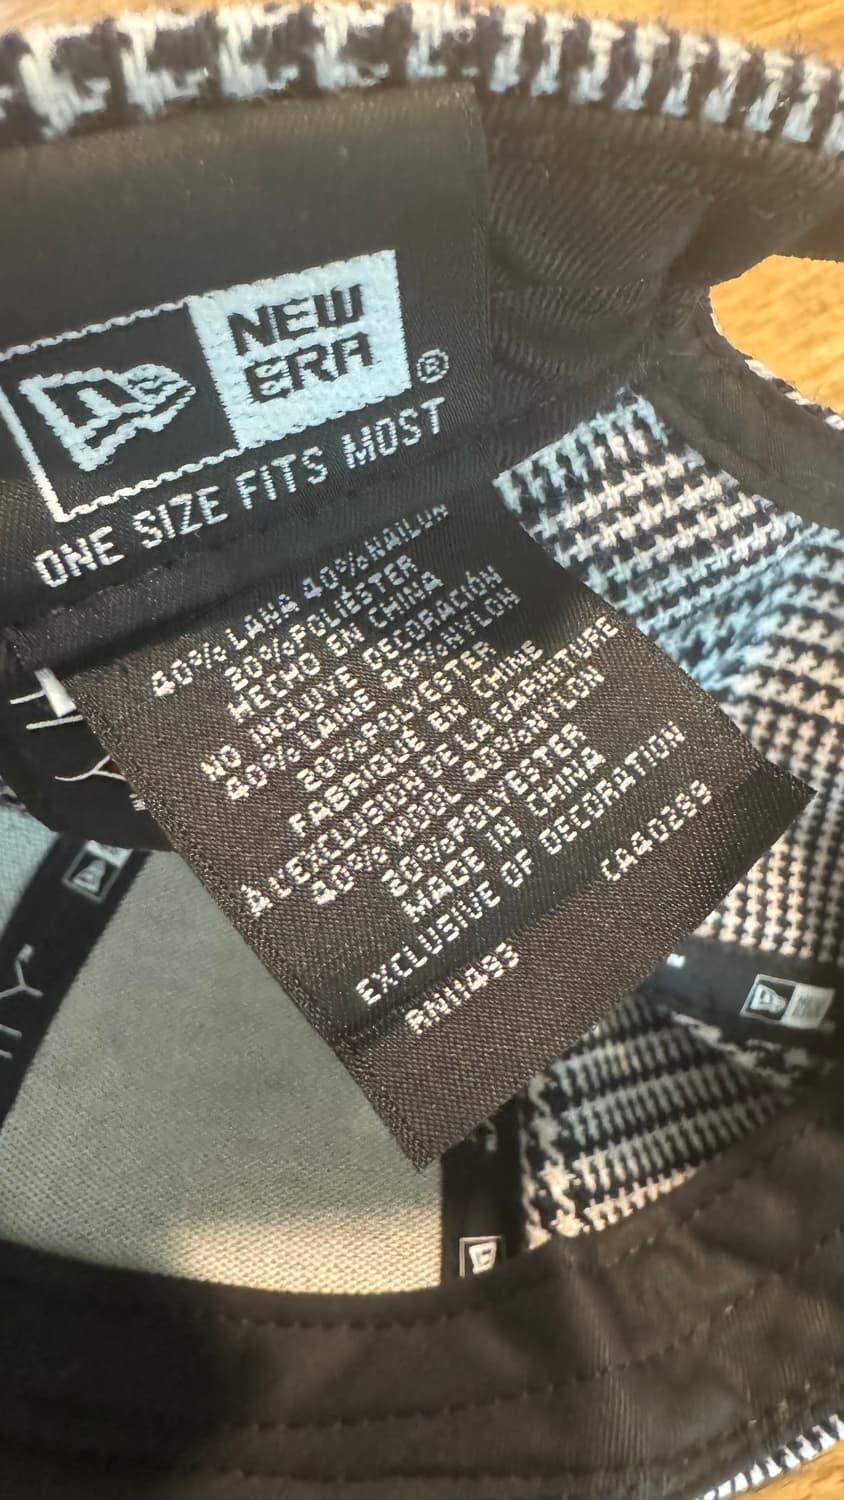 NEW
ERA
®
ONE SIZE FITS MOST
40% LANA 40% NAILON
20% POLIÉSTER
HECHO EN CHINA
NO INCLUYE DECORACIÓN
40% LAINE 40% NYLON
20% POLYESTER
FABRIQUÉ EN CHINE
À L'EXCLUSION DE LA GARNITURE
40% WOOL 40% NYLON
20% POLYESTER
MADE IN CHINA
EXCLUSIVE OF DECORATION
RN11493 CA40289